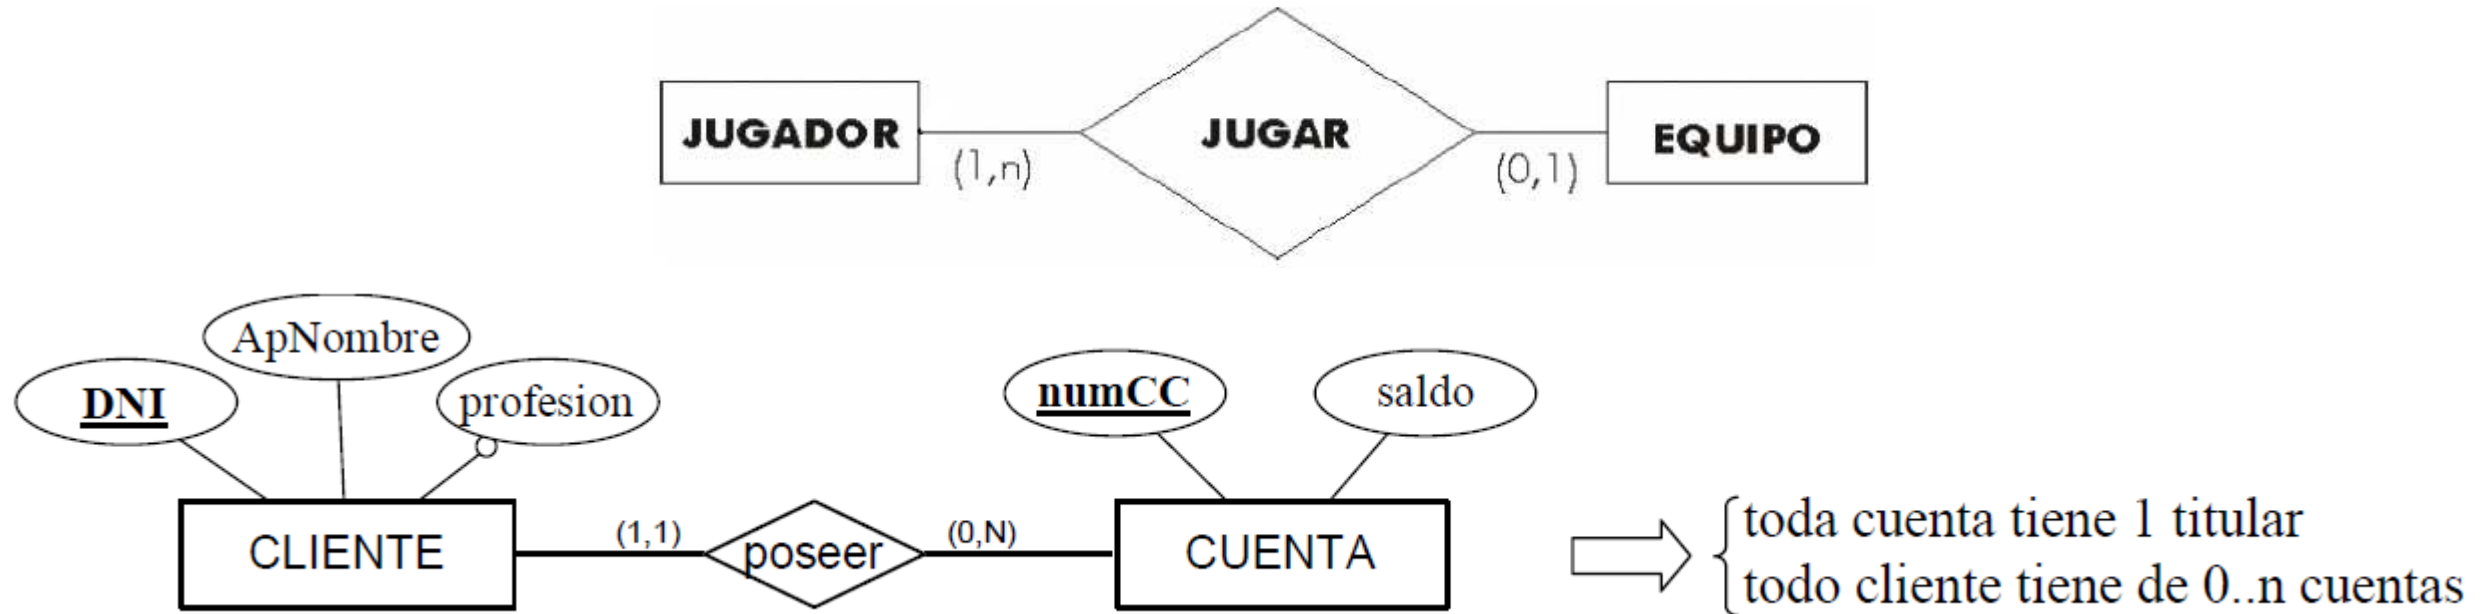 JUGADOR
(1,n)
JUGAR
(0,1)
EQUIPO
ApNombre
DNI
profesion
numCC
saldo
CLIENTE
(1,1)
poseer
(0,N)
CUENTA
toda cuenta tiene 1 titular
todo cliente tiene de 0..n cuentas